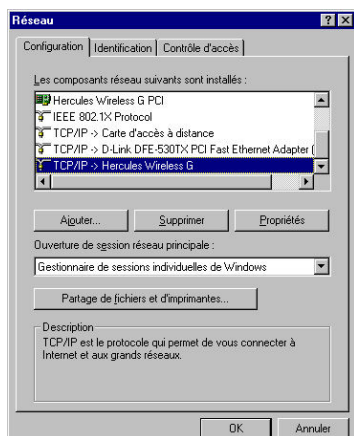 Réseau
Configuration Identification Contrôle d'accès
Les composants réseau suivants sont installés :
Hercules Wireless G PCI
IEEE 802.1X Protocol
TCP/IP -> Carte d'accès à distance
TCP/IP -> D-Link DFE-530TX PCI Fast Ethernet Adapter (
TCP/IP -> Hercules Wireless G
Ajouter... Supprimer Propriétés
Ouverture de session réseau principale :
Gestionnaire de sessions individuelles de Windows
Partage de fichiers et d'imprimantes...
Description
TCP/IP est le protocole qui permet de vous connecter à
Internet et aux grands réseaux.
OK Annuler